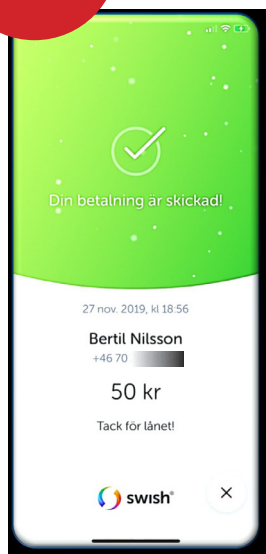 Din betalning är skickad!
27 nov. 2019, kl 18:56
Bertil Nilsson
+46 70
50 kr
Tack för lånet!
swish®